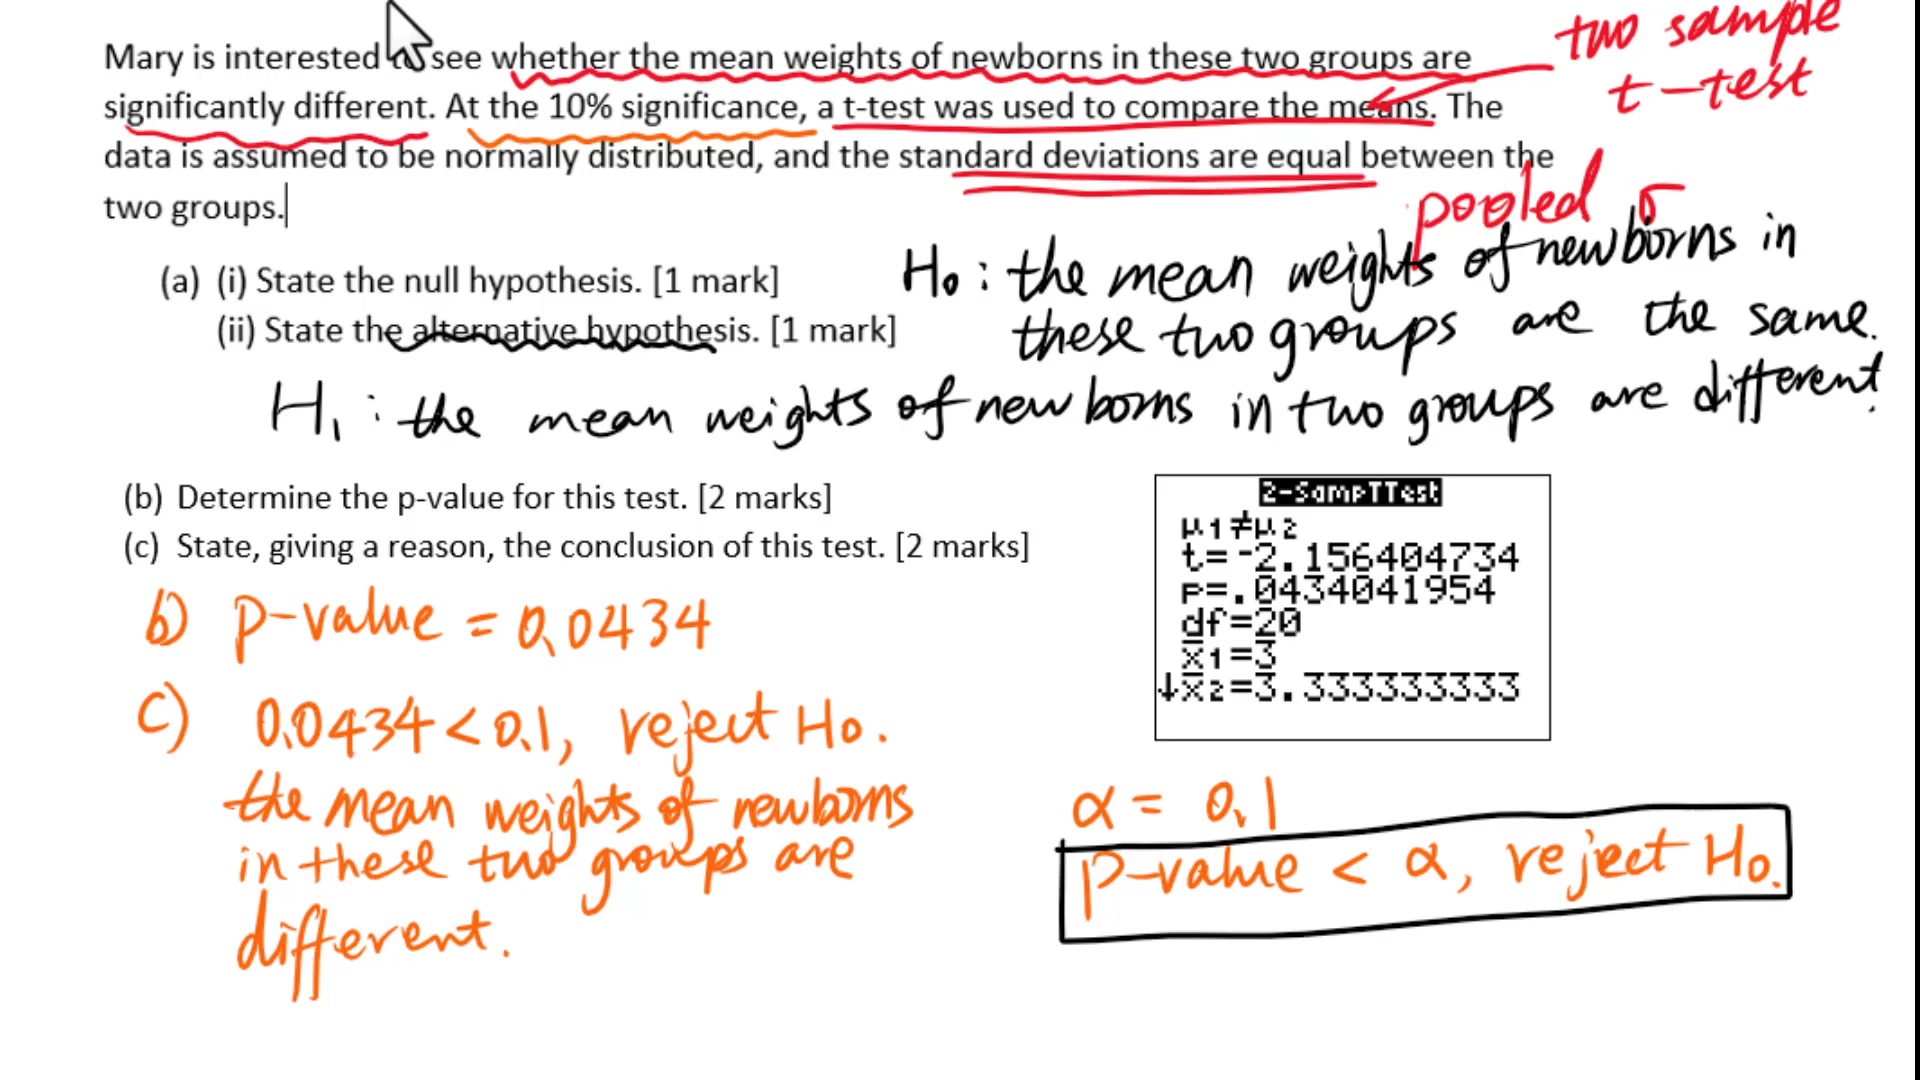 two sample
Mary is interested to see whether the mean weights of newborns in these two groups are
t-test
significantly different. At the 10% significance, a t-test was used to compare the means. The
data is assumed to be normally distributed, and the standard deviations are equal between the
two groups.
pooled σ
(a) (i) State the null hypothesis. [1 mark]
H₀ : the mean weights of newborns in
(ii) State the alternative hypothesis. [1 mark]
these two groups are the same.
H₁ : the mean weights of newborns in two groups are different.
(b) Determine the p-value for this test. [2 marks]
(c) State, giving a reason, the conclusion of this test. [2 marks]
2-SampTTest
μ1≠μ2
t=-2.156404734
p=.0434041954
df=20
x̄1=3
↓x̄2=3.333333333
b) p-value = 0.0434
c) 0.0434 < 0.1, reject H₀.
the mean weights of newborns
in these two groups are
different.
α = 0.1
p-value < α, reject H₀.